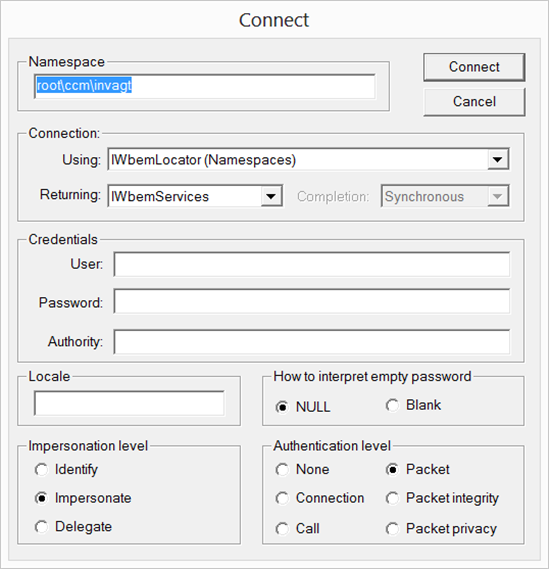 Connect
Namespace
root\ccm\invagt
Connect
Cancel
Connection:
Using: IWbemLocator (Namespaces)
Returning: IWbemServices Completion: Synchronous
Credentials
User:
Password:
Authority:
Locale
How to interpret empty password
NULL Blank
Impersonation level
Identify
Impersonate
Delegate
Authentication level
None Packet
Connection Packet integrity
Call Packet privacy